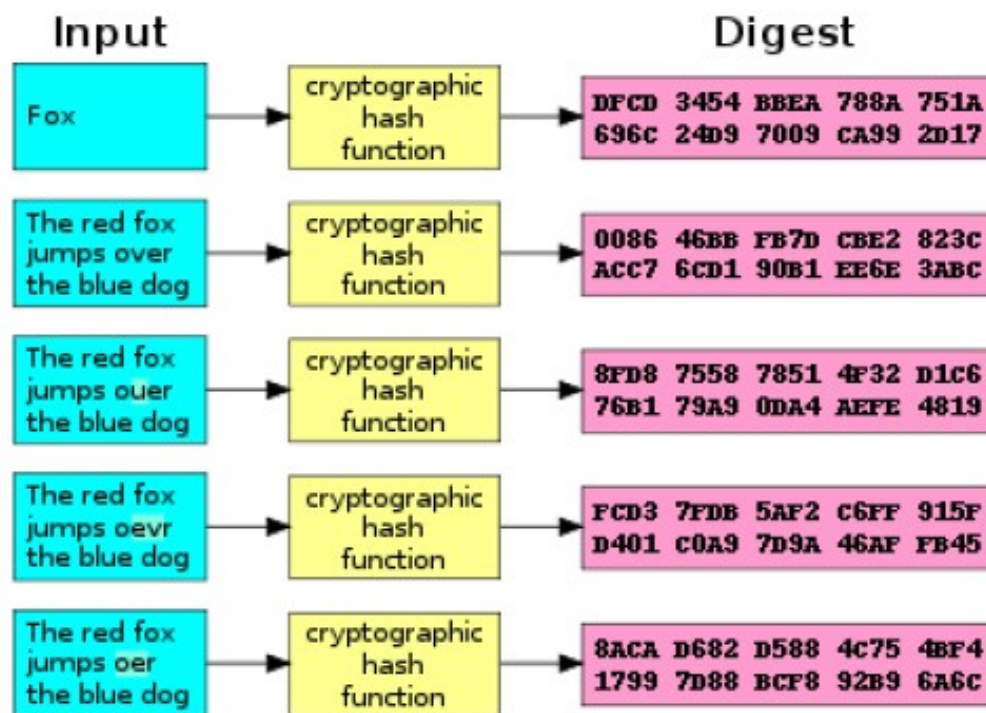 Input
Digest
Fox
cryptographic
hash
function
DFCD 3454 BBEA 788A 751A
696C 24D9 7009 CA99 2D17
The red fox
jumps over
the blue dog
cryptographic
hash
function
0086 46BB FB7D CBE2 823C
ACC7 6CD1 90B1 EE6E 3ABC
The red fox
jumps ouer
the blue dog
cryptographic
hash
function
8FD8 7558 7851 4F32 D1C6
76B1 79A9 0DA4 AEFE 4819
The red fox
jumps oevr
the blue dog
cryptographic
hash
function
FCD3 7FDB 5AF2 C6FF 915F
D401 C0A9 7D9A 46AF FB45
The red fox
jumps oer
the blue dog
cryptographic
hash
function
8ACA D682 D588 4C75 4BF4
1799 7D88 BCF8 92B9 6A6C